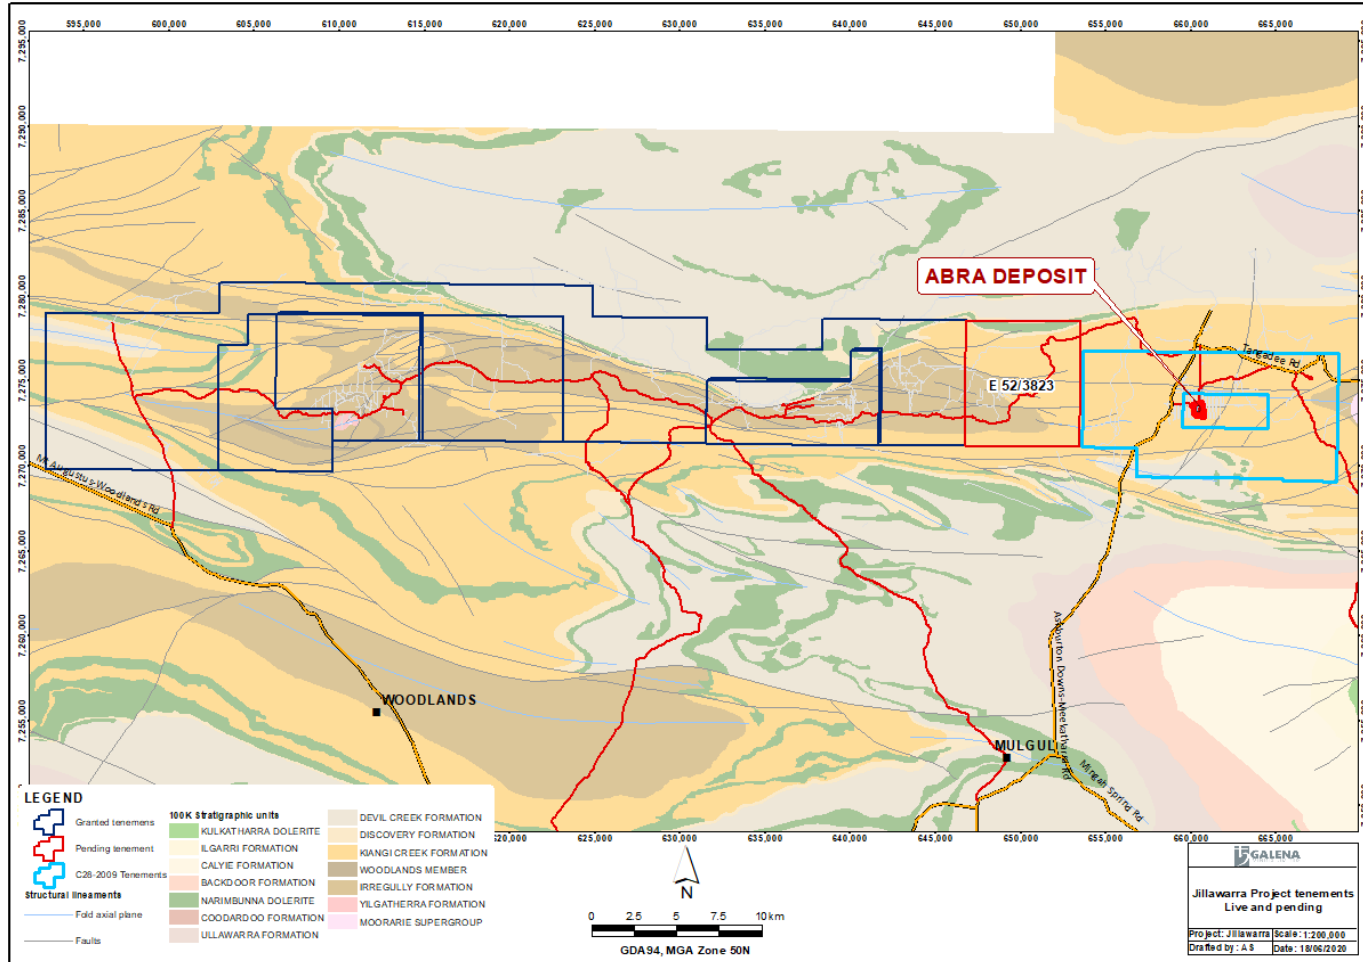 595,000 600,000 605,000 610,000 615,000 620,000 625,000 630,000 635,000 640,000 645,000 650,000 655,000 660,000 665,000
7,295,000 7,295,000
7,290,000
7,285,000
7,280,000
7,275,000
7,270,000
7,265,000
7,260,000
7,255,000
ABRA DEPOSIT
Tangadee Rd
E 52/3823
Mt Augustus-Woodlands Rd
WOODLANDS
Ashburton Downs-Meekatharra Rd
MULGUL
Mingah Spring Rd
LEGEND
Granted tenemens
Pending tenement
C28-2009 Tenements
Structural lineaments
Fold axial plane
Faults
100K Stratigraphic units
KULKATHARRA DOLERITE
ILGARRI FORMATION
CALYIE FORMATION
BACKDOOR FORMATION
NARIMBUNNA DOLERITE
COODARDOO FORMATION
ULLAWARRA FORMATION
DEVIL CREEK FORMATION
DISCOVERY FORMATION
KIANGI CREEK FORMATION
WOODLANDS MEMBER
IRREGULLY FORMATION
YILGATHERRA FORMATION
MOORARIE SUPERGROUP
620,000 625,000 630,000 635,000 640,000 645,000 650,000 655,000 660,000 665,000
N
0 2.5 5 7.5 10 km
GDA94, MGA Zone 50N
GALENA
Jillawarra Project tenements
Live and pending
Project: Jillawarra Scale: 1:200,000
Drafted by: AS Date: 18/06/2020